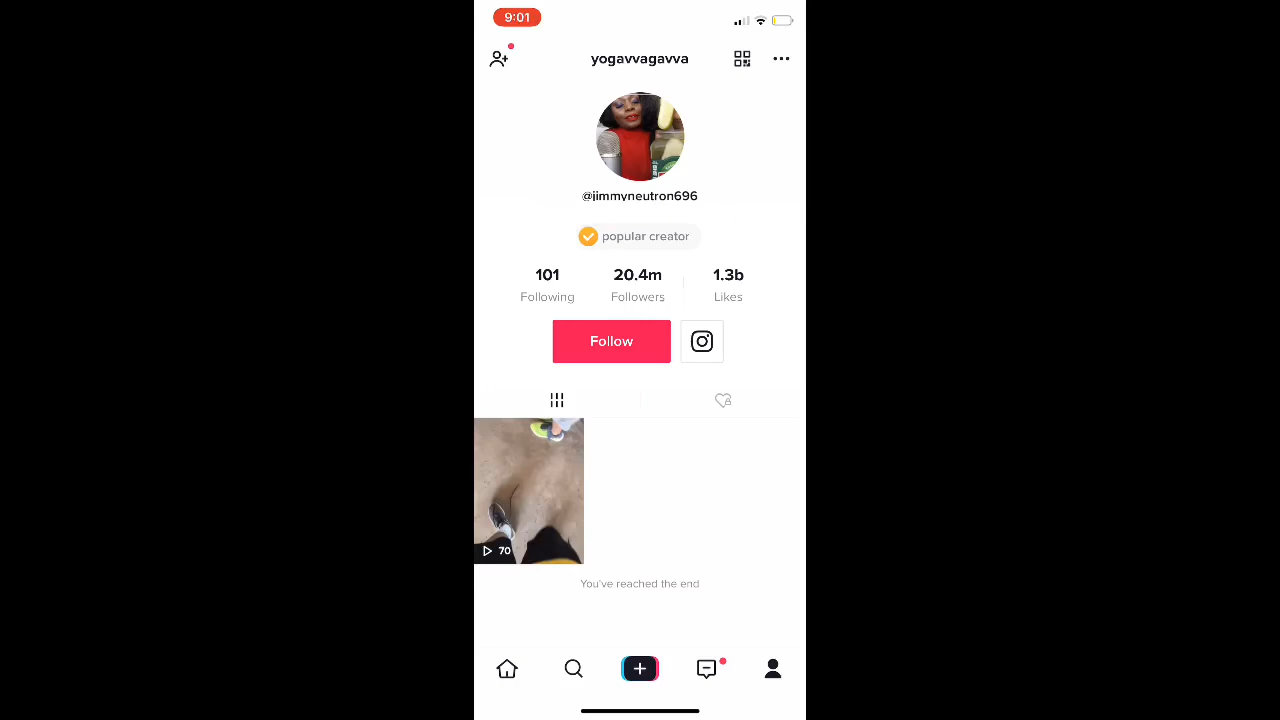 9:01
yogavvagavva
@jimmyneutron696
popular creator
101 20.4m 1.3b
Following Followers Likes
Follow
70
You've reached the end